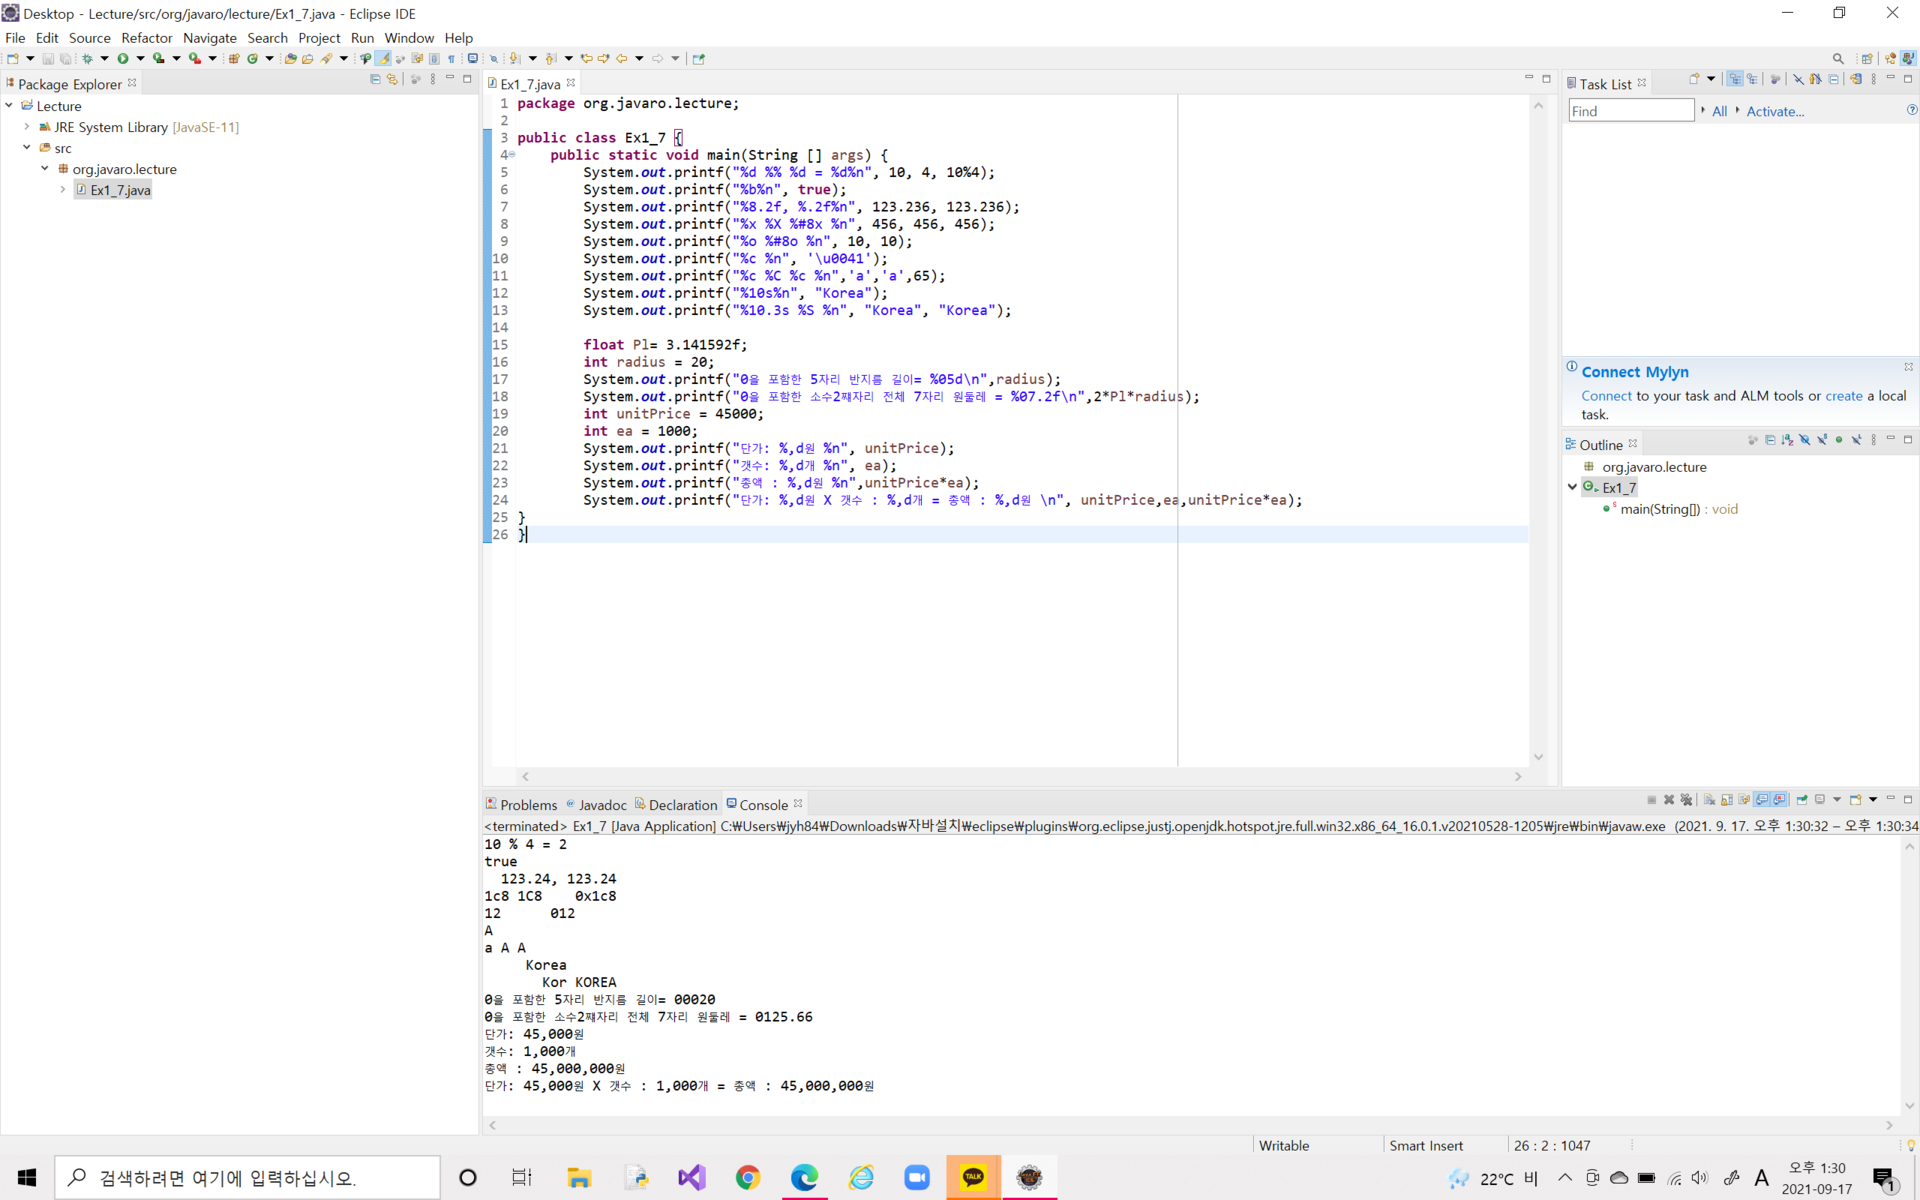 Desktop - Lecture/src/org/javaro/lecture/Ex1_7.java - Eclipse IDE
File Edit Source Refactor Navigate Search Project Run Window Help
Package Explorer
Lecture
JRE System Library [JavaSE-11]
src
org.javaro.lecture
Ex1_7.java
Ex1_7.java
1 package org.javaro.lecture;
2
3 public class Ex1_7 {
4 public static void main(String [] args) {
5 System.out.printf("%d %% %d = %d%n", 10, 4, 10%4);
6 System.out.printf("%b%n", true);
7 System.out.printf("%8.2f, %.2f%n", 123.236, 123.236);
8 System.out.printf("%x %X %#8x %n", 456, 456, 456);
9 System.out.printf("%o %#8o %n", 10, 10);
10 System.out.printf("%c %n", '\u0041');
11 System.out.printf("%c %C %c %n",'a','a',65);
12 System.out.printf("%10s%n", "Korea");
13 System.out.printf("%10.3s %S %n", "Korea", "Korea");
14
15 float Pl= 3.141592f;
16 int radius = 20;
17 System.out.printf("0을 포함한 5자리 반지름 길이= %05d\n",radius);
18 System.out.printf("0을 포함한 소수2째자리 전체 7자리 원둘레 = %07.2f\n",2*Pl*radius);
19 int unitPrice = 45000;
20 int ea = 1000;
21 System.out.printf("단가: %,d원 %n", unitPrice);
22 System.out.printf("갯수: %,d개 %n", ea);
23 System.out.printf("총액 : %,d원 %n",unitPrice*ea);
24 System.out.printf("단가: %,d원 X 갯수 : %,d개 = 총액 : %,d원 \n", unitPrice,ea,unitPrice*ea);
25 }
26 }
Task List
Find All Activate...
Connect Mylyn
Connect to your task and ALM tools or create a local
task.
Outline
org.javaro.lecture
Ex1_7
main(String[]) : void
Problems Javadoc Declaration Console
<terminated> Ex1_7 [Java Application] C:₩Users₩jyh84₩Downloads₩자바설치₩eclipse₩plugins₩org.eclipse.justj.openjdk.hotspot.jre.full.win32.x86_64_16.0.1.v20210528-1205₩jre₩bin₩javaw.exe (2021. 9. 17. 오후 1:30:32 – 오후 1:30:34
10 % 4 = 2
true
123.24, 123.24
1c8 1C8 0x1c8
12 012
A
a A A
Korea
Kor KOREA
0을 포함한 5자리 반지름 길이= 00020
0을 포함한 소수2째자리 전체 7자리 원둘레 = 0125.66
단가: 45,000원
갯수: 1,000개
총액 : 45,000,000원
단가: 45,000원 X 갯수 : 1,000개 = 총액 : 45,000,000원
Writable Smart Insert 26 : 2 : 1047
검색하려면 여기에 입력하십시오.
TALK
22°C 비 A 오후 1:30
2021-09-17
1